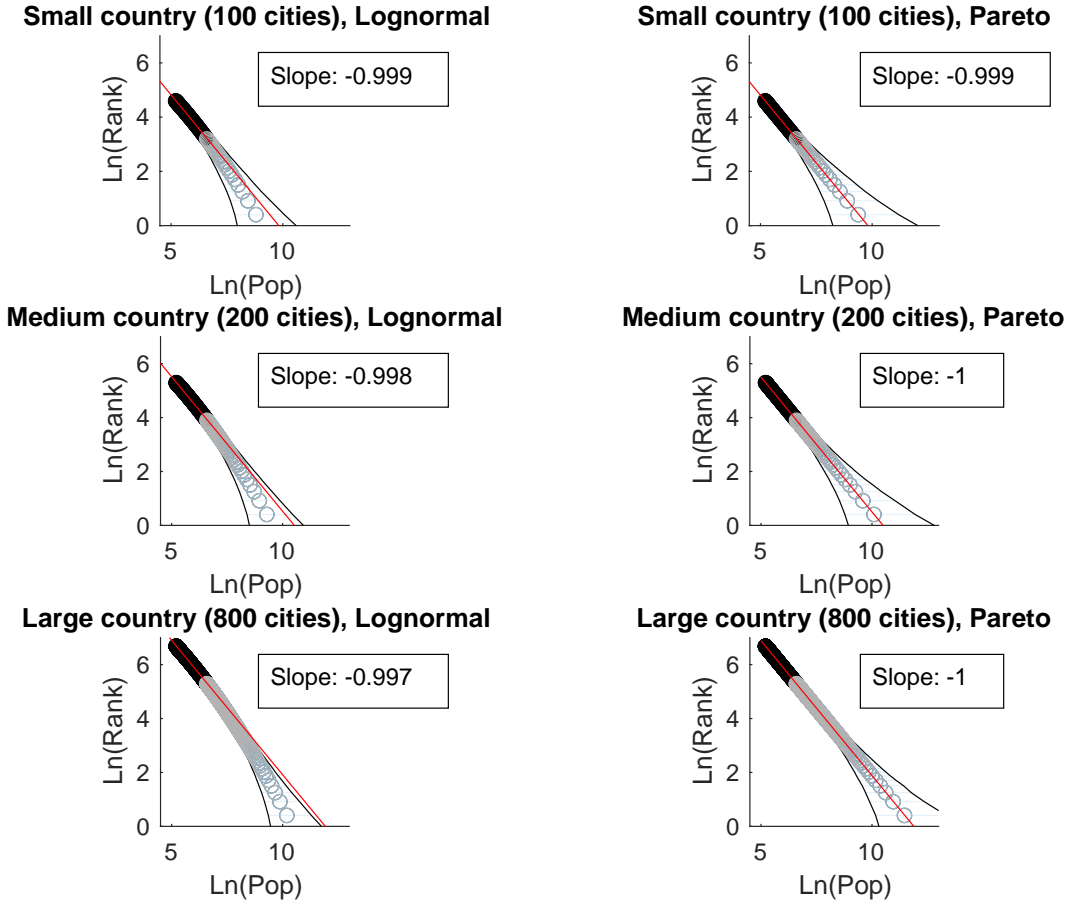 Small country (100 cities), Lognormal
Slope: -0.999
6
4
2
0
Ln(Rank)
5 10
Ln(Pop)
Small country (100 cities), Pareto
Slope: -0.999
6
4
2
0
Ln(Rank)
5 10
Ln(Pop)
Medium country (200 cities), Lognormal
Slope: -0.998
6
4
2
0
Ln(Rank)
5 10
Ln(Pop)
Medium country (200 cities), Pareto
Slope: -1
6
4
2
0
Ln(Rank)
5 10
Ln(Pop)
Large country (800 cities), Lognormal
Slope: -0.997
6
4
2
0
Ln(Rank)
5 10
Ln(Pop)
Large country (800 cities), Pareto
Slope: -1
6
4
2
0
Ln(Rank)
5 10
Ln(Pop)